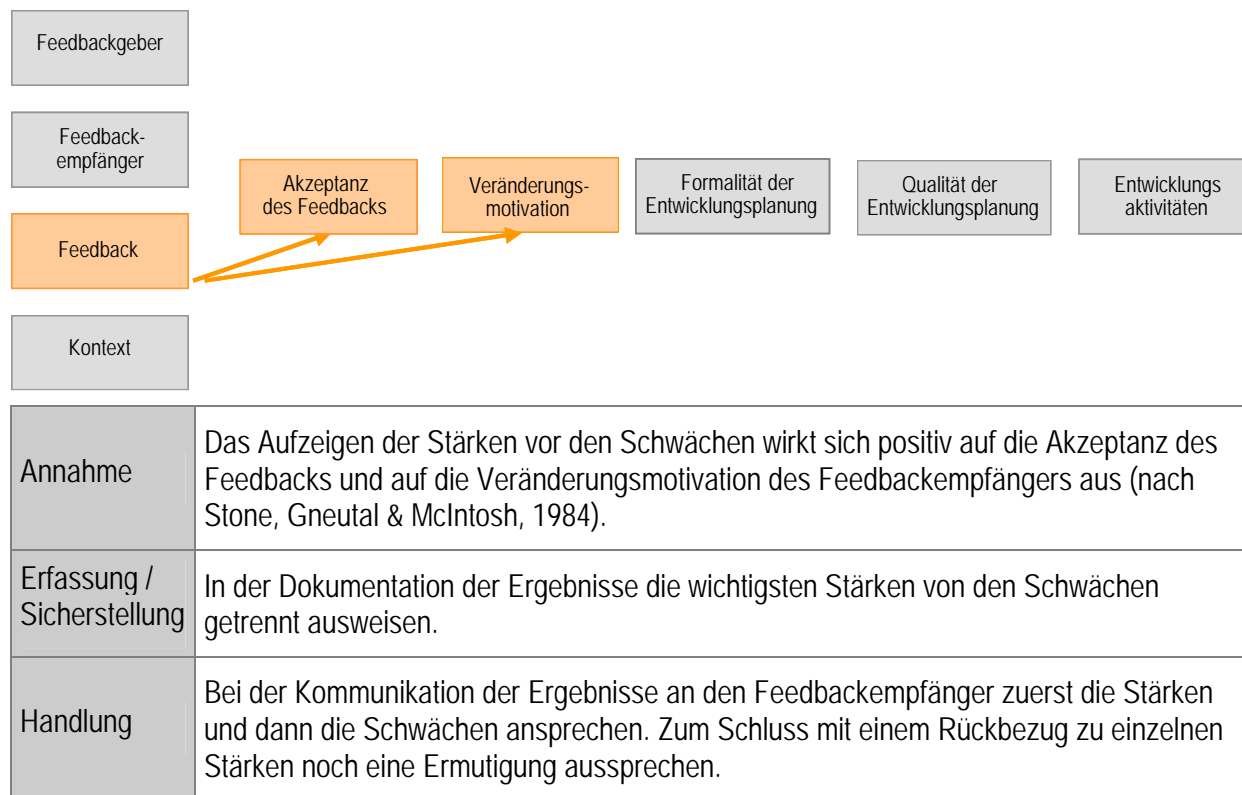 Feedbackgeber
Feedback-
empfänger
Akzeptanz
des Feedbacks
Veränderungs-
motivation
Formalität der
Entwicklungsplanung
Qualität der
Entwicklungsplanung
Entwicklungs
aktivitäten
Feedback
Kontext
Annahme
Das Aufzeigen der Stärken vor den Schwächen wirkt sich positiv auf die Akzeptanz des
Feedbacks und auf die Veränderungsmotivation des Feedbackempfängers aus (nach
Stone, Gneutal & McIntosh, 1984).
Erfassung /
Sicherstellung
In der Dokumentation der Ergebnisse die wichtigsten Stärken von den Schwächen
getrennt ausweisen.
Handlung
Bei der Kommunikation der Ergebnisse an den Feedbackempfänger zuerst die Stärken
und dann die Schwächen ansprechen. Zum Schluss mit einem Rückbezug zu einzelnen
Stärken noch eine Ermutigung aussprechen.